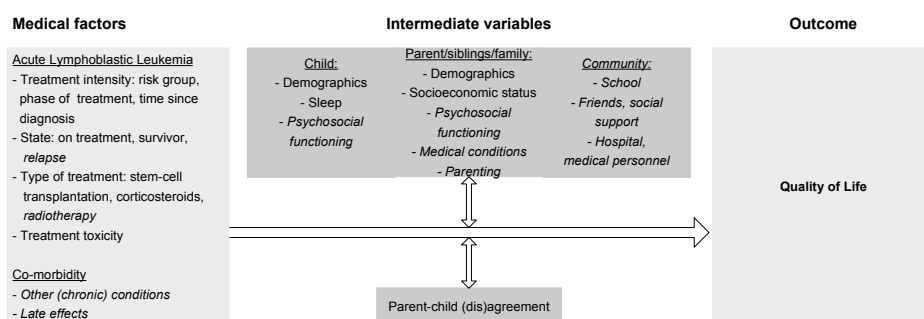 Medical factors
Intermediate variables
Outcome
Acute Lymphoblastic Leukemia
- Treatment intensity: risk group,
phase of treatment, time since
diagnosis
- State: on treatment, survivor,
relapse
- Type of treatment: stem-cell
transplantation, corticosteroids,
radiotherapy
- Treatment toxicity
Co-morbidity
- Other (chronic) conditions
- Late effects
Child:
- Demographics
- Sleep
- Psychosocial
functioning
Parent/siblings/family:
- Demographics
- Socioeconomic status
- Psychosocial
functioning
- Medical conditions
- Parenting
Community:
- School
- Friends, social
support
- Hospital,
medical personnel
Parent-child (dis)agreement
Quality of Life